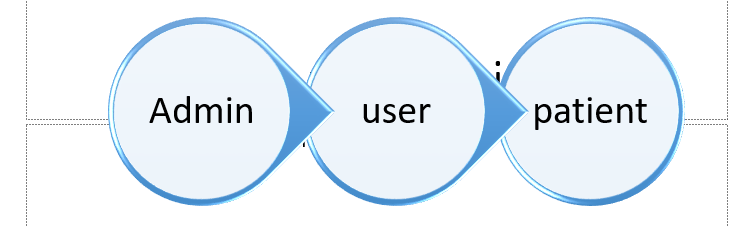 Admin
user
patient